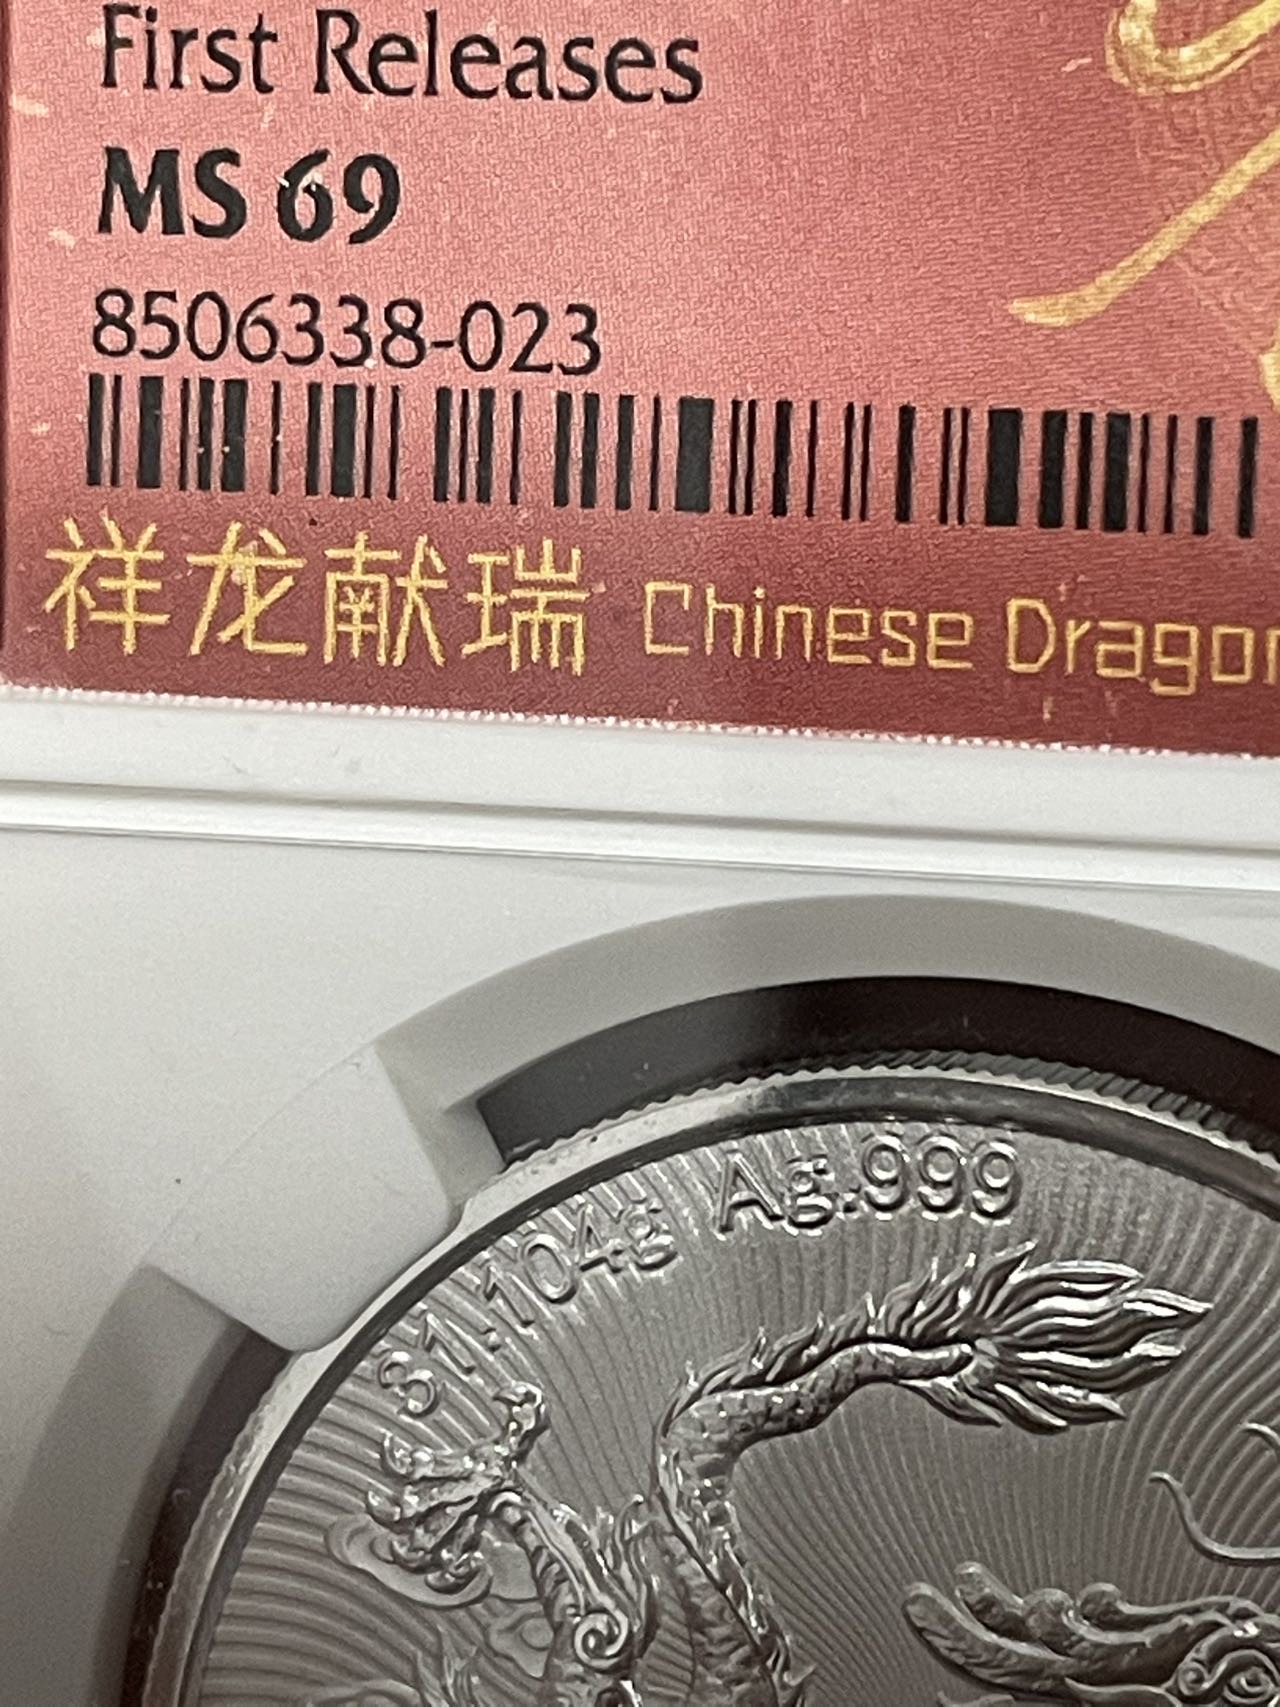 First Releases
MS 69
8506338-023
祥龙献瑞 Chinese Dragon
31.104g Ag.999